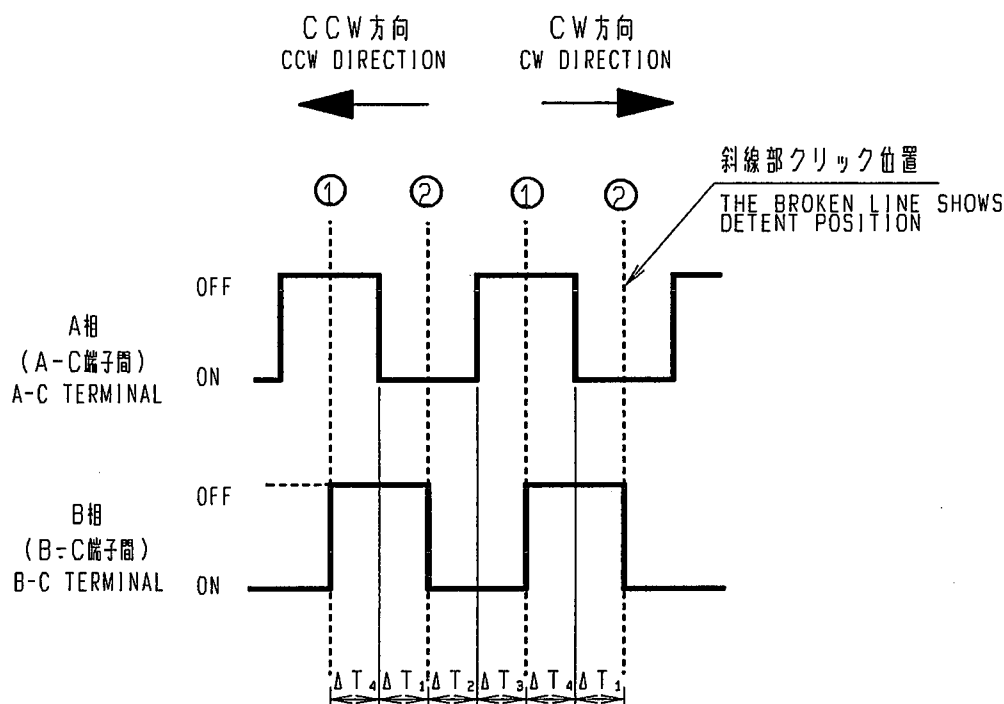 CCW方向
CCW DIRECTION
CW方向
CW DIRECTION
斜線部クリック位置
THE BROKEN LINE SHOWS
DETENT POSITION
① ② ① ②
OFF
A相
(A-C端子間)
A-C TERMINAL
ON
OFF
B相
(B-C端子間)
B-C TERMINAL
ON
ΔT₄ ΔT₁ ΔT₂ ΔT₃ ΔT₄ ΔT₁